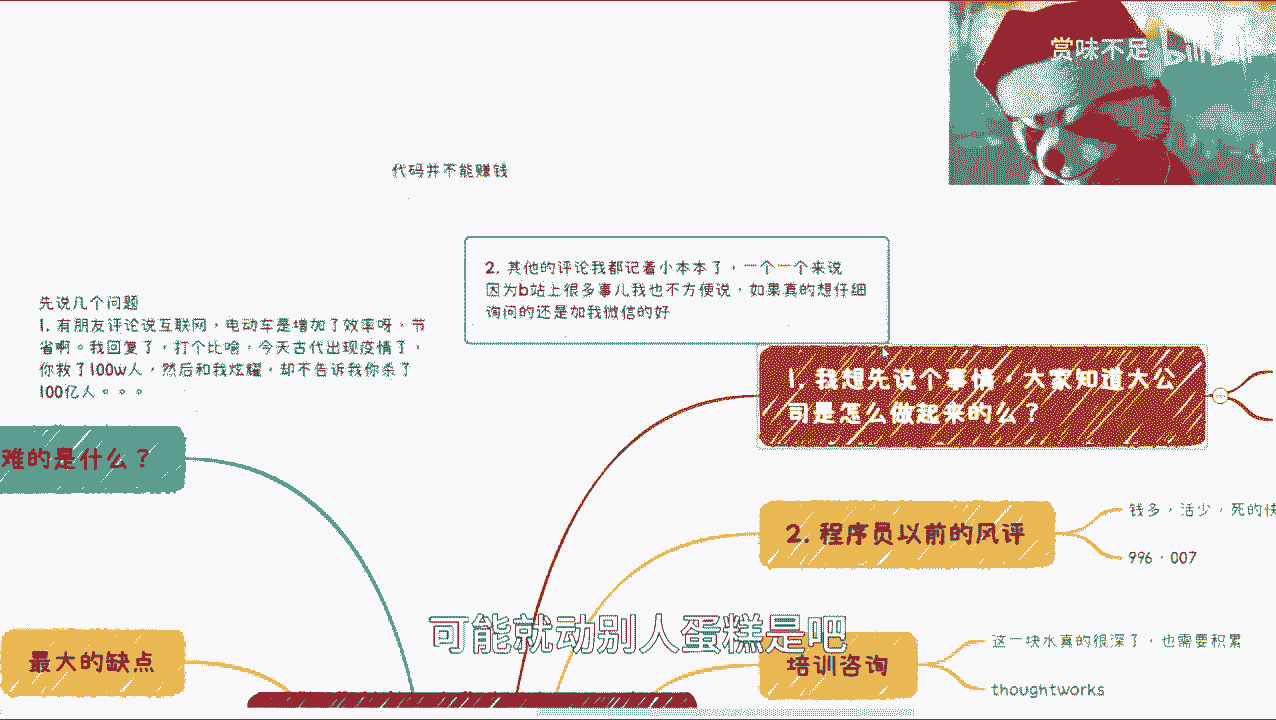 赏味不足
代码并不能赚钱
2. 其他的评论我都记着小本本了，一个一个来说
因为b站上很多事儿我也不方便说，如果真的想仔细
询问的还是加我微信的好
先说几个问题
1. 有朋友评论说互联网，电动车是增加了效率呀，节
省啊。我回复了，打个比喻，今天古代出现疫情了，
你救了100w人，然后和我炫耀，却不告诉我你杀了
100亿人。。。
1. 我想先说个事情，大家知道大公
司是怎么做起来的么？
难的是什么？
2. 程序员以前的风评
钱多，活少，死的快
996，007
可能就动别人蛋糕是吧
最大的缺点
培训咨询
这一块水真的很深了，也需要积累
thoughtworks